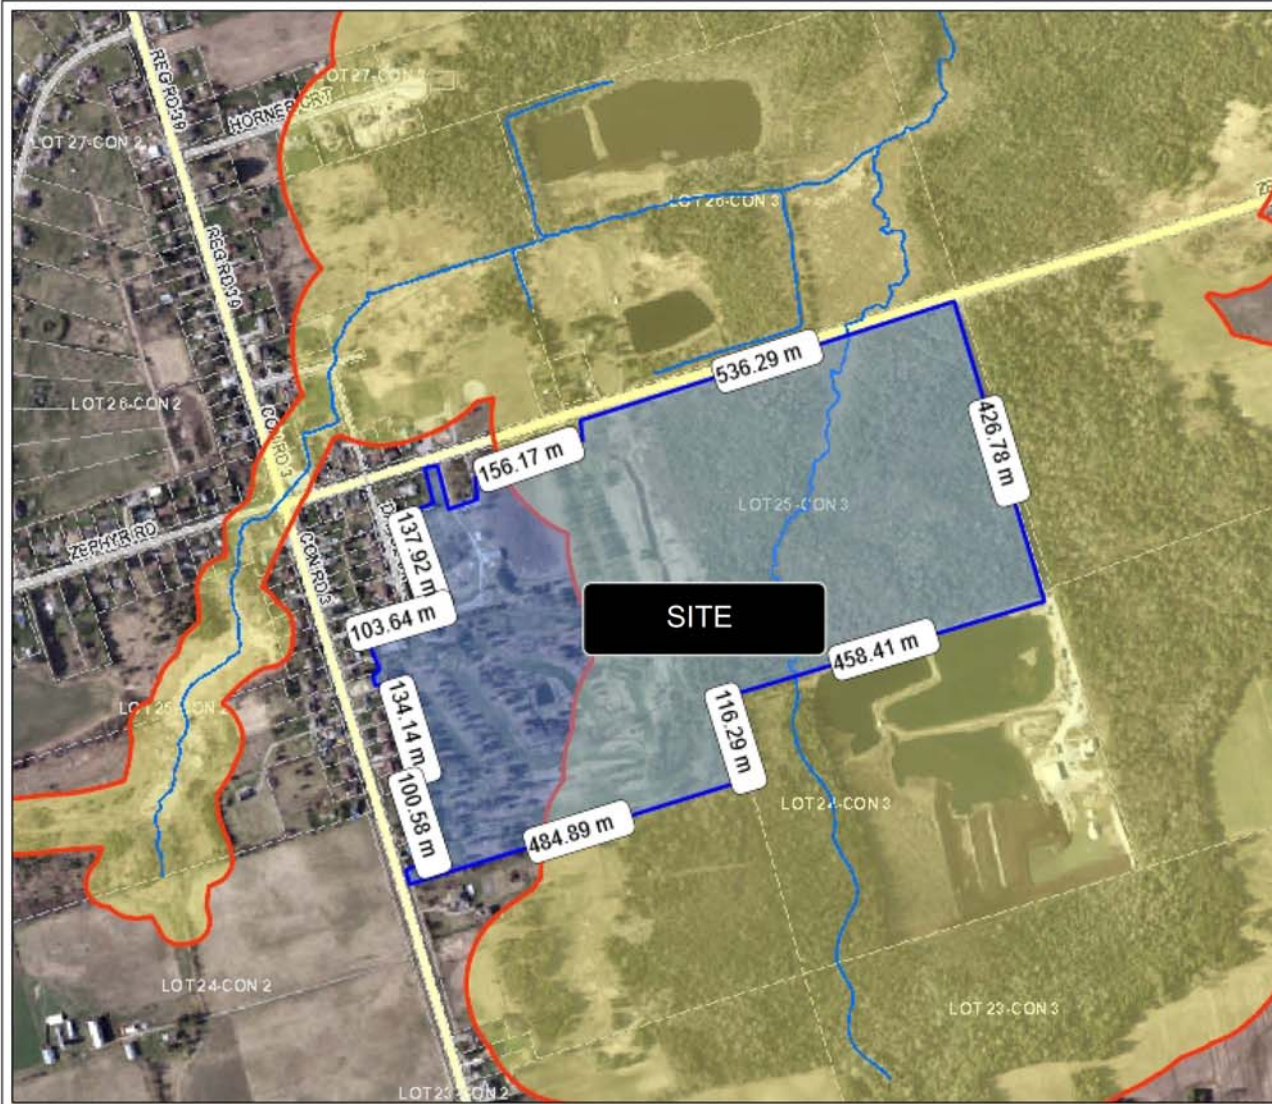 REG RD 39
LOT 27-CON 3
HORNER CRT
LOT 27-CON 2
LOT 26-CON 3
REG RD 39
536.29 m
LOT 26-CON 2
CON RD 3
426.78 m
156.17 m
LOT 25-CON 3
137.92 m
ZEPHYR RD
CON RD 3
SITE
103.64 m
458.41 m
134.14 m
116.29 m
LOT 25-CON 2
100.58 m
LOT 24-CON 3
484.89 m
LOT 24-CON 2
LOT 23-CON 3
LOT 23-CON 2